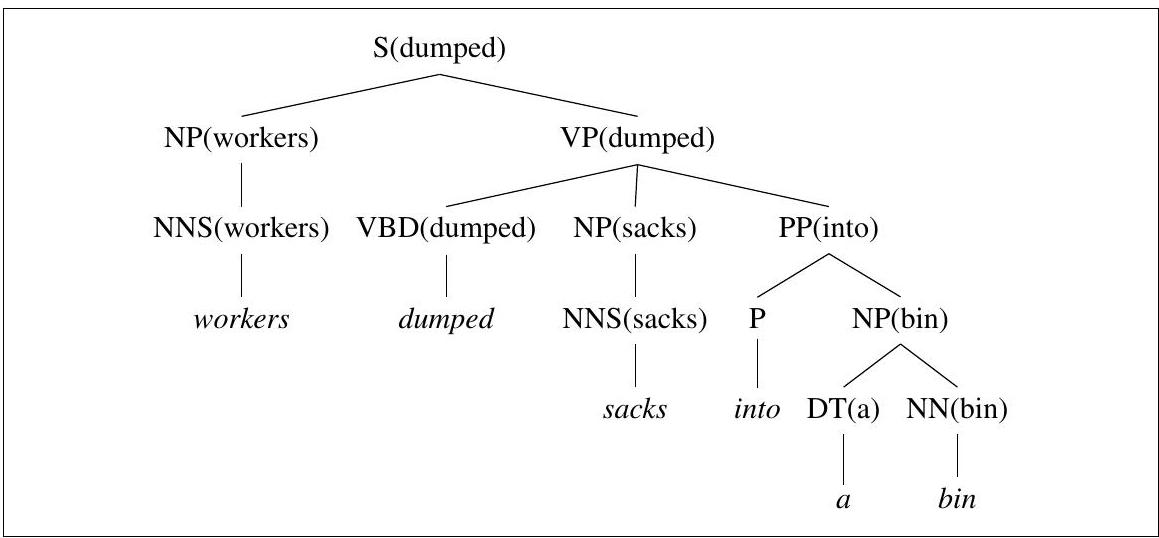 S(dumped)
NP(workers) VP(dumped)
NNS(workers) VBD(dumped) NP(sacks) PP(into)
workers dumped NNS(sacks) P NP(bin)
sacks into DT(a) NN(bin)
a bin